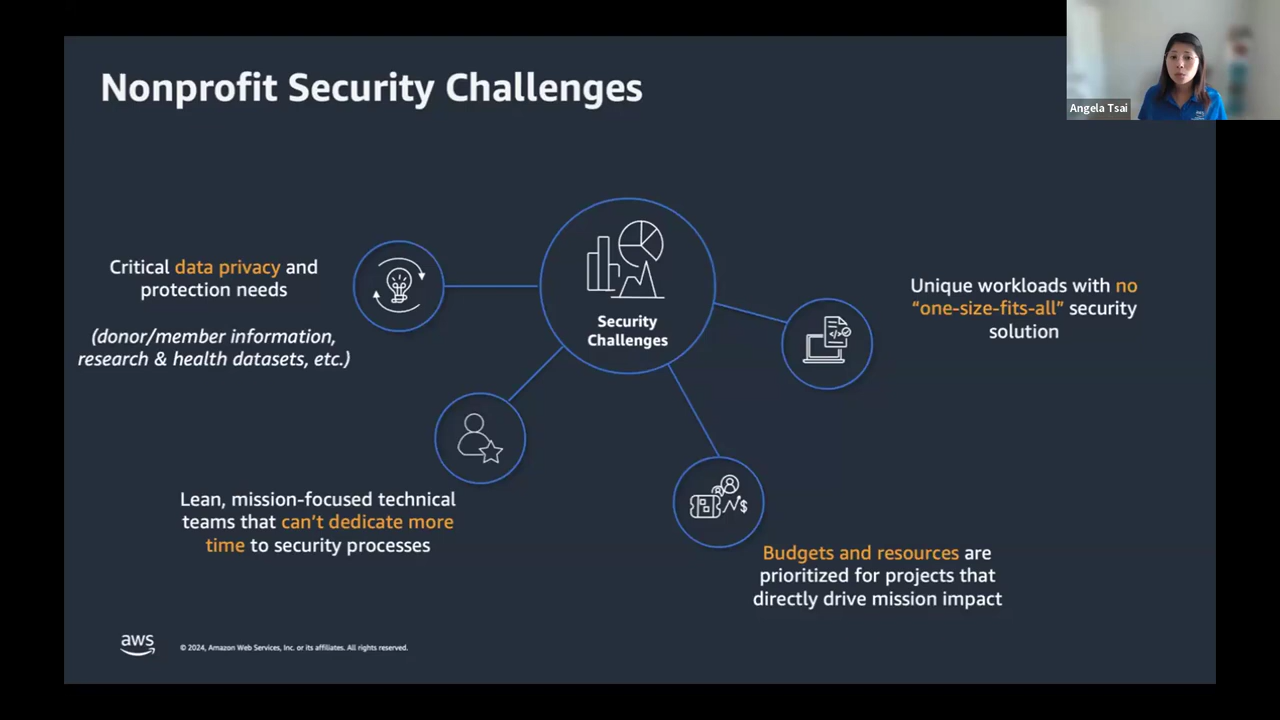 Nonprofit Security Challenges
Angela Tsai
Critical data privacy and
protection needs
(donor/member information,
research & health datasets, etc.)
Security
Challenges
Unique workloads with no
“one-size-fits-all” security
solution
Lean, mission-focused technical
teams that can’t dedicate more
time to security processes
Budgets and resources are
prioritized for projects that
directly drive mission impact
aws
© 2024, Amazon Web Services, Inc. or its affiliates. All rights reserved.